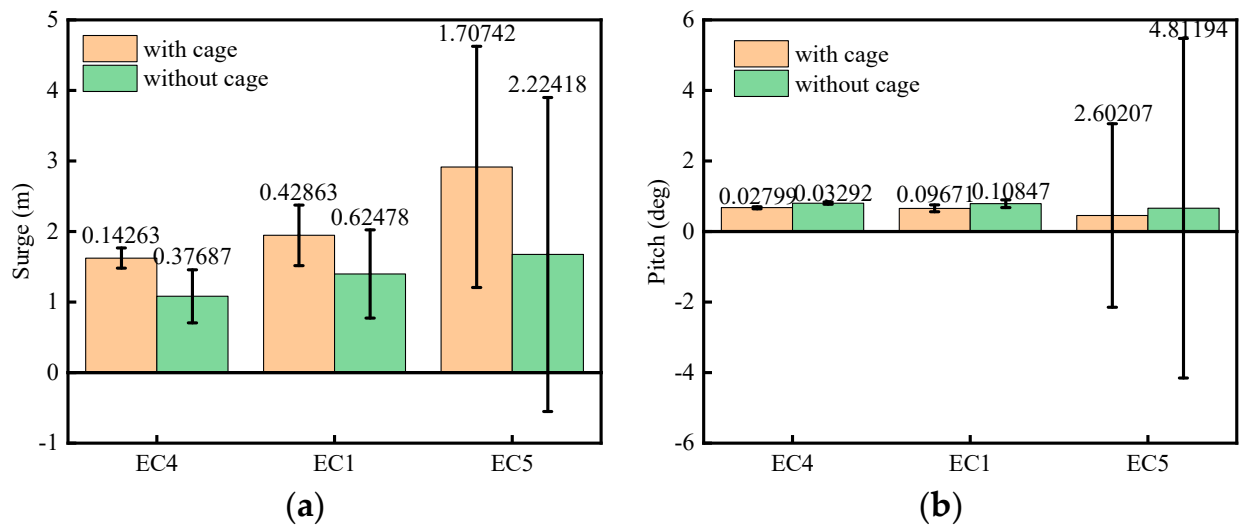 5
4
3
2
1
0
-1
Surge (m)
with cage
without cage
0.14263
0.37687
0.42863
0.62478
1.70742
2.22418
EC4
EC1
EC5
(a)
6
4
2
0
-2
-4
-6
Pitch (deg)
with cage
without cage
0.02799
0.03292
0.09671
0.10847
2.60207
4.81194
EC4
EC1
EC5
(b)